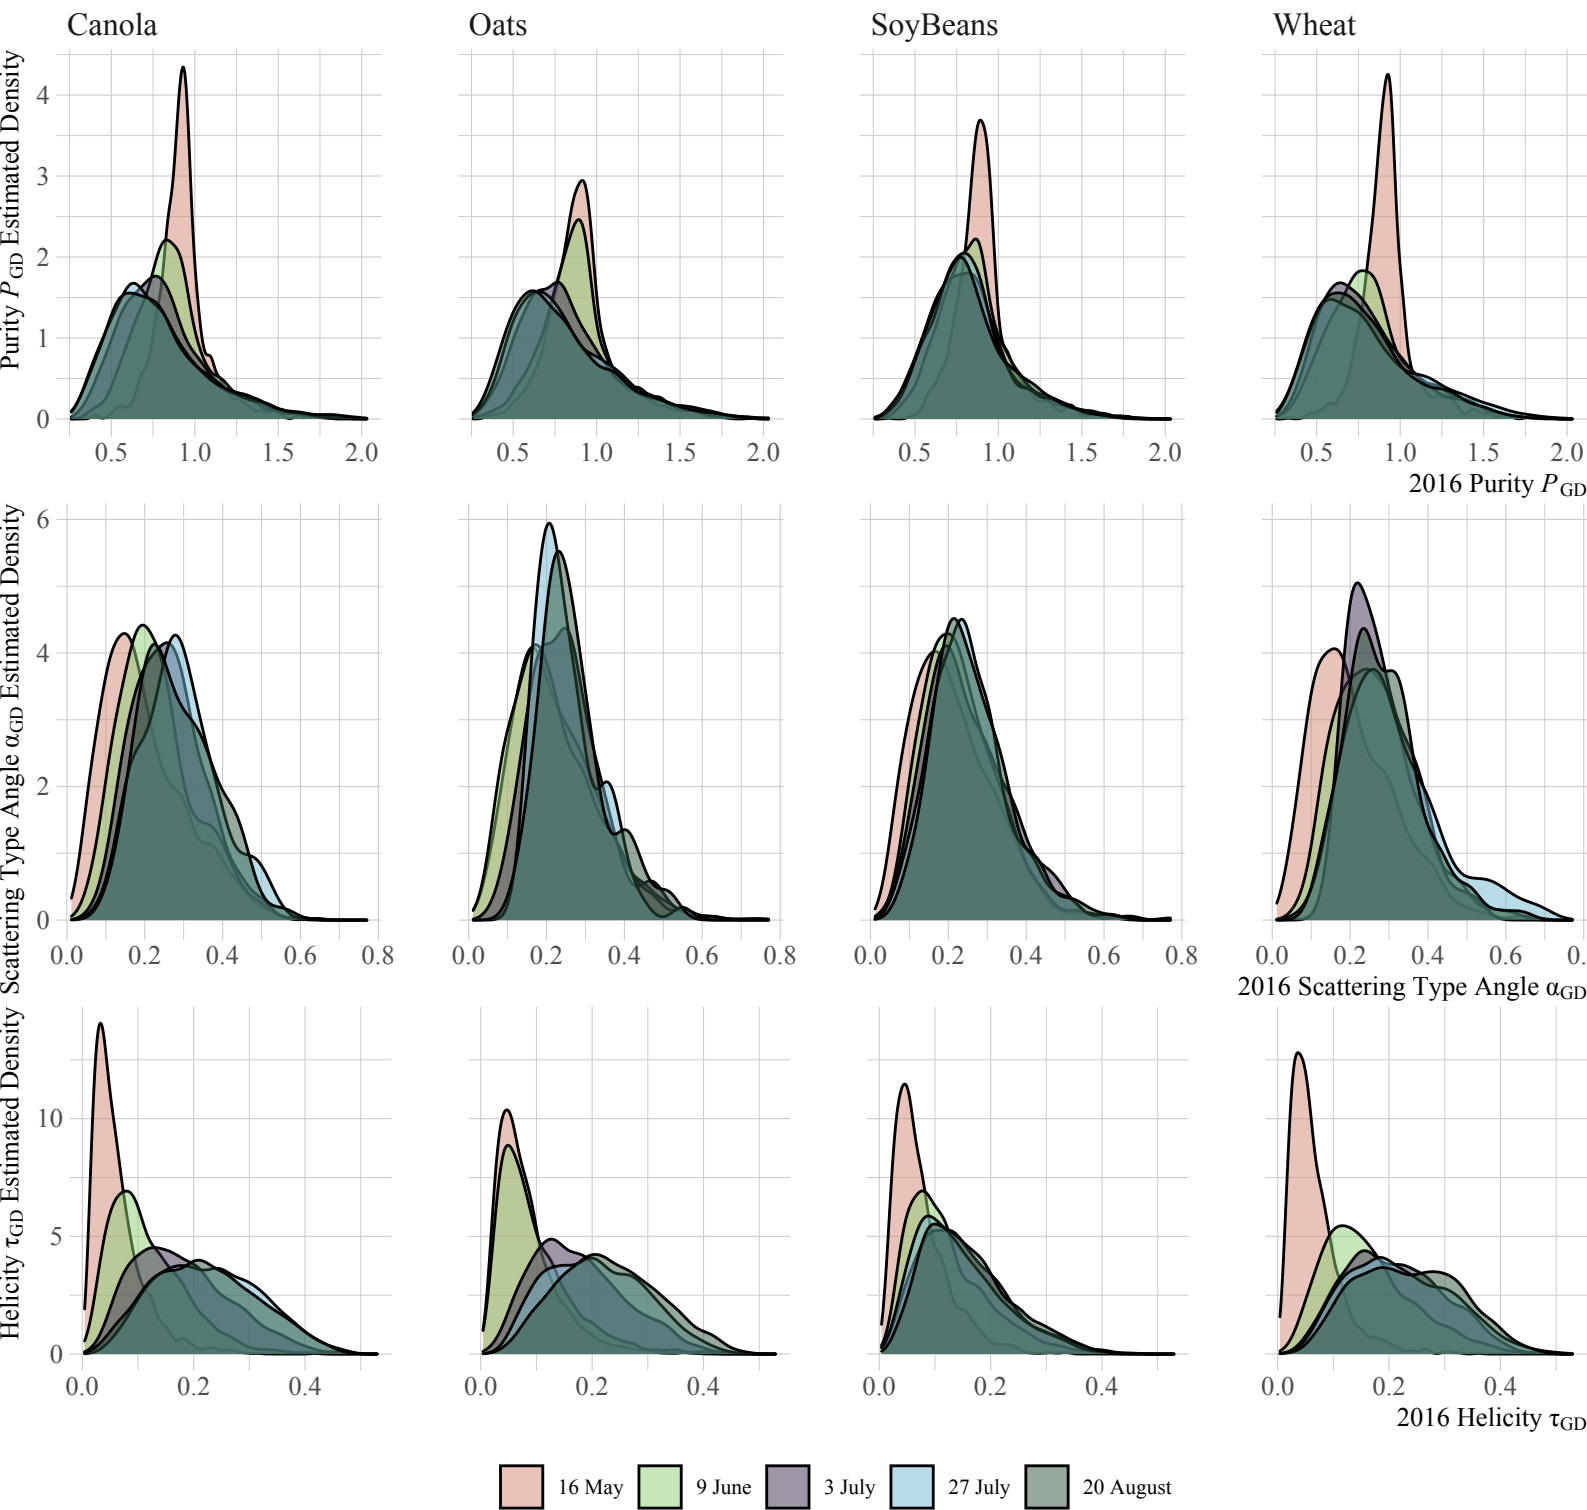 Canola Oats SoyBeans Wheat
Purity P GD Estimated Density
4
3
2
1
0
0.5 1.0 1.5 2.0 0.5 1.0 1.5 2.0 0.5 1.0 1.5 2.0 0.5 1.0 1.5 2.0
2016 Purity P GD
Scattering Type Angle αGD Estimated Density
6
4
2
0
0.0 0.2 0.4 0.6 0.8 0.0 0.2 0.4 0.6 0.8 0.0 0.2 0.4 0.6 0.8 0.0 0.2 0.4 0.6 0.
2016 Scattering Type Angle αGD
Helicity τGD Estimated Density
10
5
0
0.0 0.2 0.4 0.0 0.2 0.4 0.0 0.2 0.4 0.0 0.2 0.4
2016 Helicity τGD
16 May 9 June 3 July 27 July 20 August